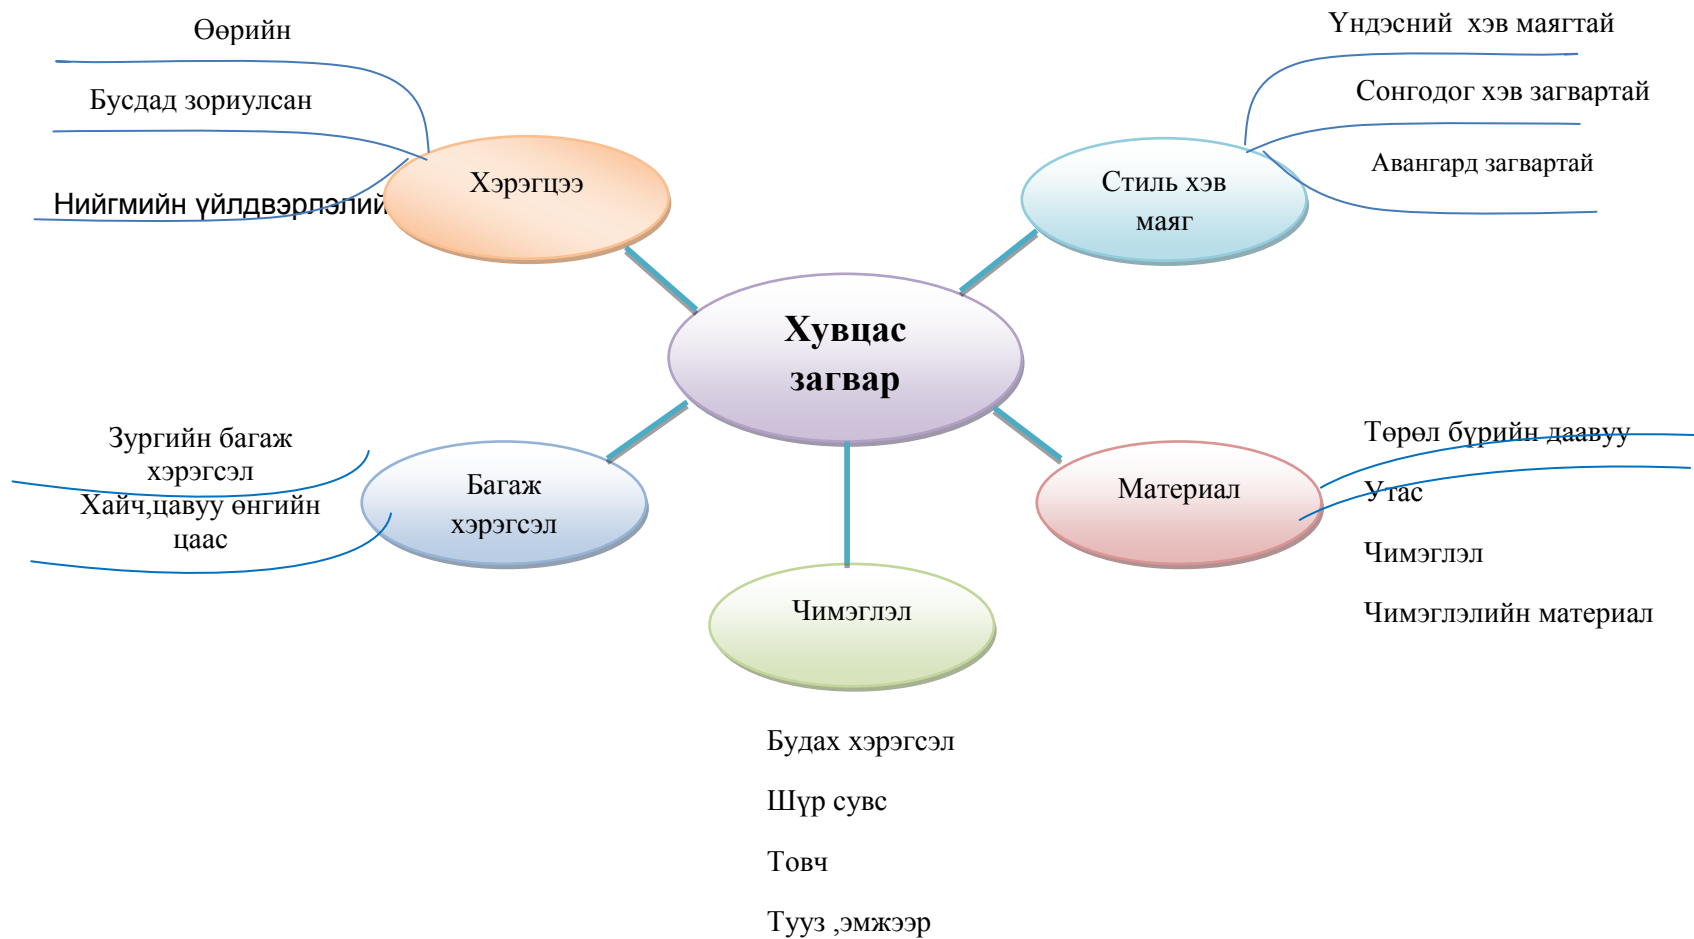 Өөрийн
Бусдад зориулсан
Нийгмийн үйлдвэрлэлий
Хэрэгцээ
Үндэсний  хэв маягтай
Сонгодог хэв загвартай
Авангард загвартай
Стиль хэв
маяг
Хувцас
загвар
Зургийн багаж
хэрэгсэл
Хайч,цавуу өнгийн
цаас
Багаж
хэрэгсэл
Материал
Төрөл бүрийн даавуу
Утас
Чимэглэл
Чимэглэлийн материал
Чимэглэл
Будах хэрэгсэл
Шүр сувс
Товч
Тууз ,эмжээр